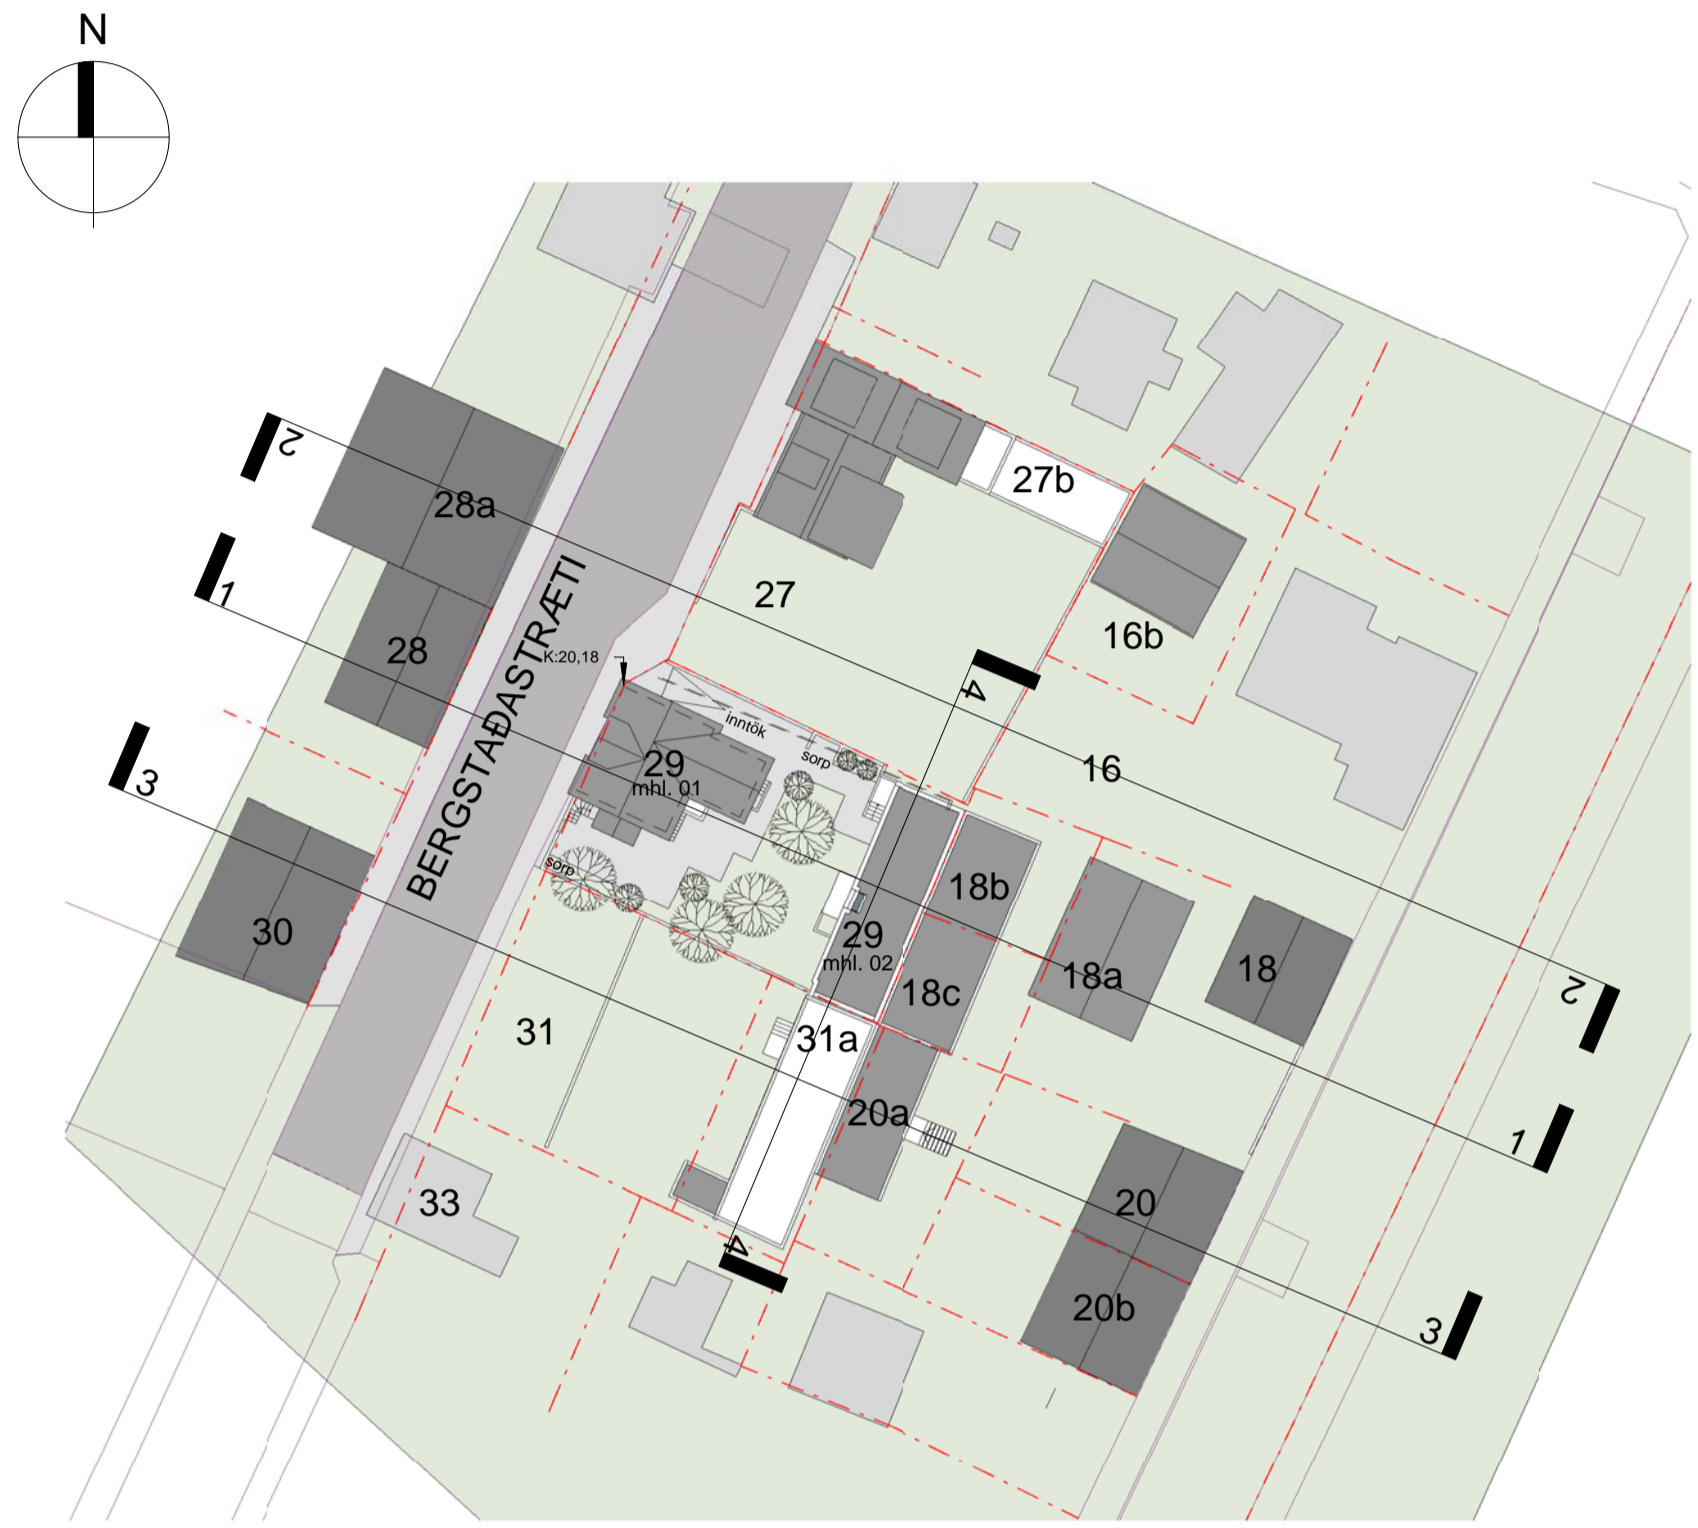 N
2
28a
27b
1
27
BERGSTAÐASTRÆTI
28
16b
K:20,18
4
inntök
sorp
29
mhl. 01
16
3
sorp
18b
30
29
mhl. 02
18a
18
18c
2
31
31a
20a
1
33
20
4
20b
3